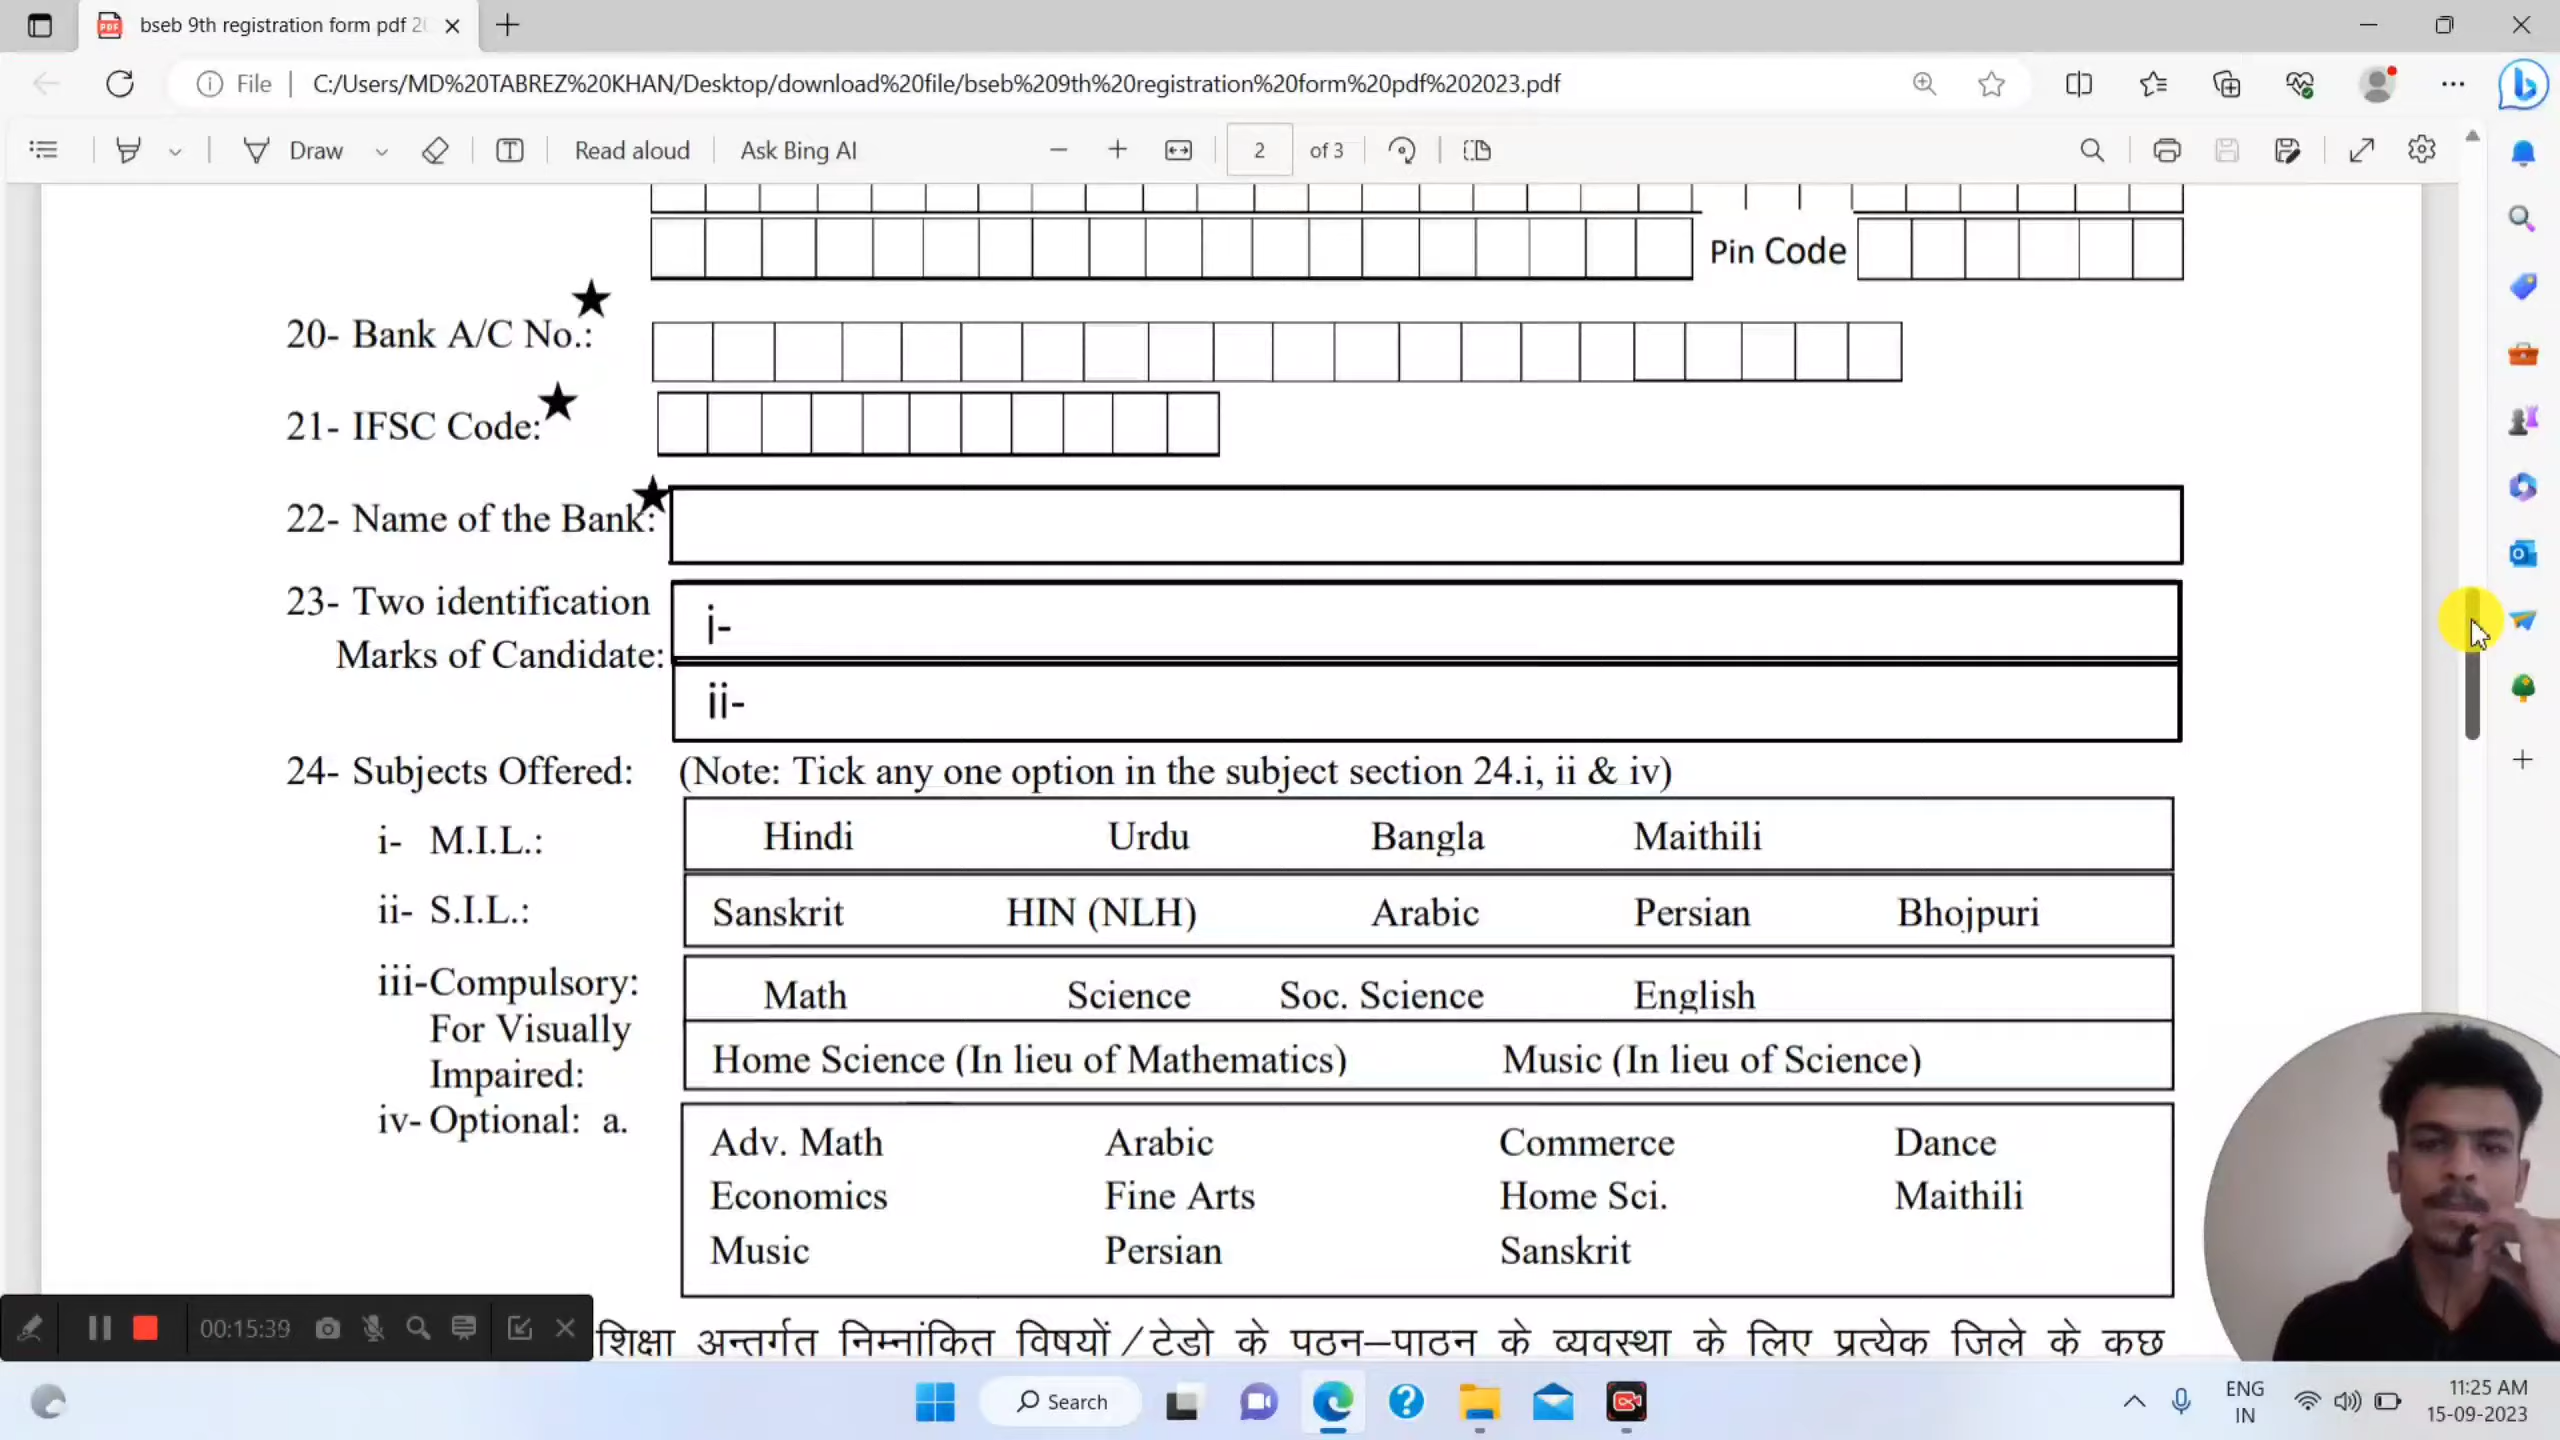 bseb 9th registration form pdf 2
File
C:/Users/MD%20TABREZ%20KHAN/Desktop/download%20file/bseb%209th%20registration%20form%20pdf%202023.pdf
Draw
Read aloud
Ask Bing AI
2 of 3
Pin Code
20- Bank A/C No.:
21- IFSC Code:
22- Name of the Bank:
23- Two identification
Marks of Candidate:
i-
ii-
24- Subjects Offered: (Note: Tick any one option in the subject section 24.i, ii & iv)
i- M.I.L.: Hindi Urdu Bangla Maithili
ii- S.I.L.: Sanskrit HIN (NLH) Arabic Persian Bhojpuri
iii-Compulsory: Math Science Soc. Science English
For Visually
Impaired: Home Science (In lieu of Mathematics) Music (In lieu of Science)
iv- Optional: a.
Adv. Math Arabic Commerce Dance
Economics Fine Arts Home Sci. Maithili
Music Persian Sanskrit
00:15:39
शिक्षा अन्तर्गत निम्नांकित विषयों / टेडो के पठन–पाठन के व्यवस्था के लिए प्रत्येक जिले के कछ
Search
ENG
IN
11:25 AM
15-09-2023